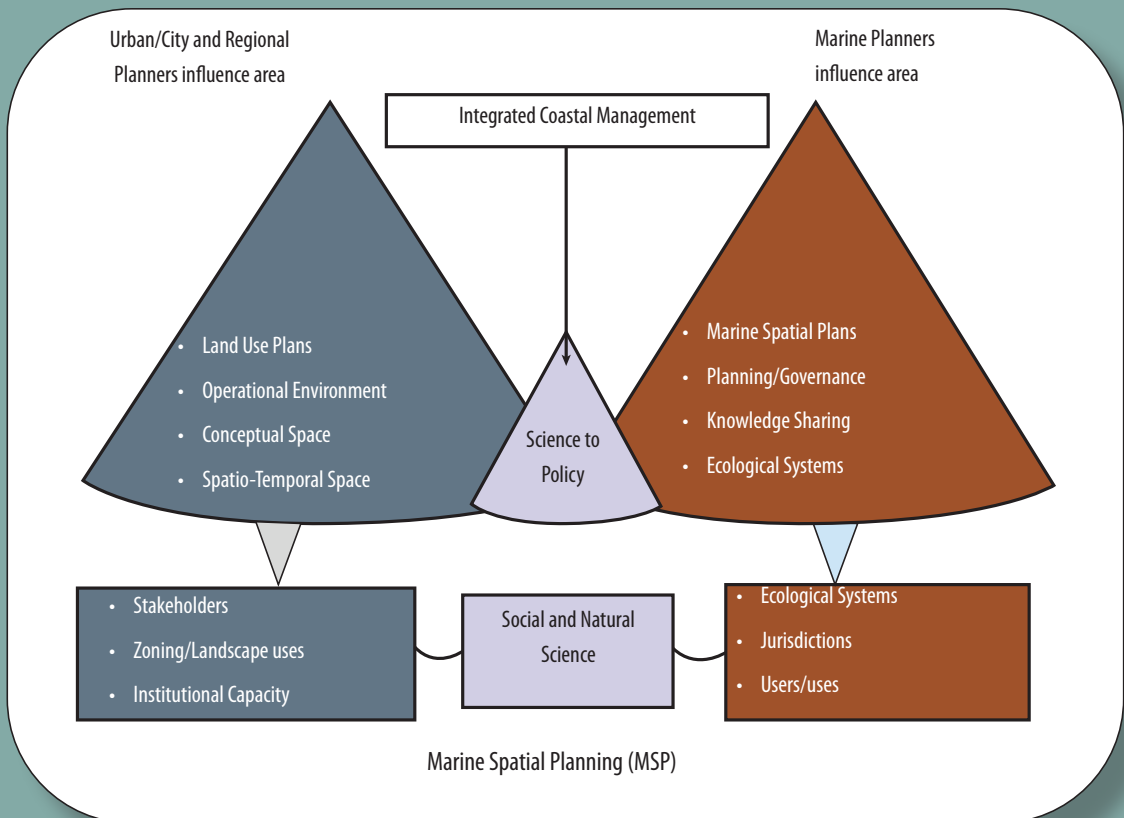 Urban/City and Regional
Planners influence area
Marine Planners
influence area
Integrated Coastal Management
• Land Use Plans
• Operational Environment
• Conceptual Space
• Spatio-Temporal Space
Science to
Policy
• Marine Spatial Plans
• Planning/Governance
• Knowledge Sharing
• Ecological Systems
• Stakeholders
• Zoning/Landscape uses
• Institutional Capacity
Social and Natural
Science
• Ecological Systems
• Jurisdictions
• Users/uses
Marine Spatial Planning (MSP)